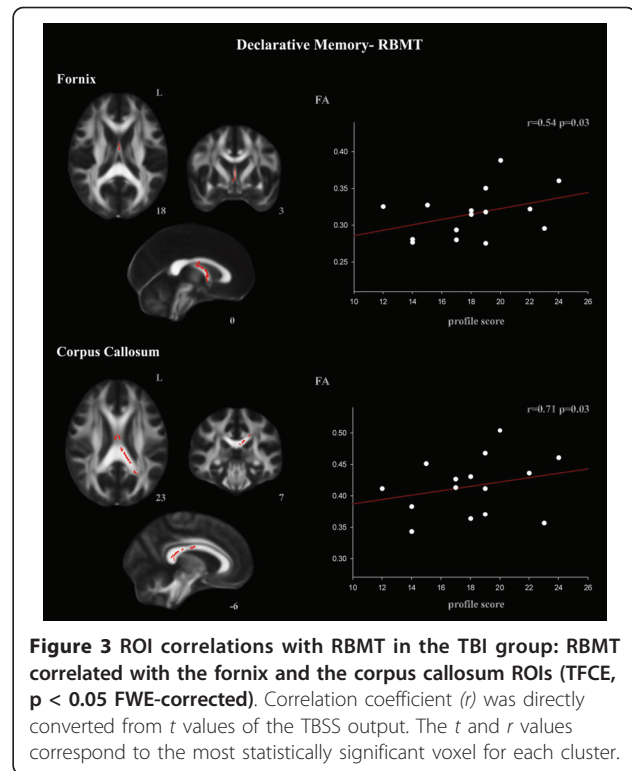 Declarative Memory- RBMT
Fornix
L
18
3
0
FA
r=0.54 p=0.03
0.40
0.35
0.30
0.25
10 12 14 16 18 20 22 24 26
profile score
Corpus Callosum
L
23
7
-6
FA
r=0.71 p=0.03
0.50
0.45
0.40
0.35
0.30
10 12 14 16 18 20 22 24 26
profile score
Figure 3 ROI correlations with RBMT in the TBI group: RBMT
correlated with the fornix and the corpus callosum ROIs (TFCE,
p < 0.05 FWE-corrected). Correlation coefficient (r) was directly
converted from t values of the TBSS output. The t and r values
correspond to the most statistically significant voxel for each cluster.